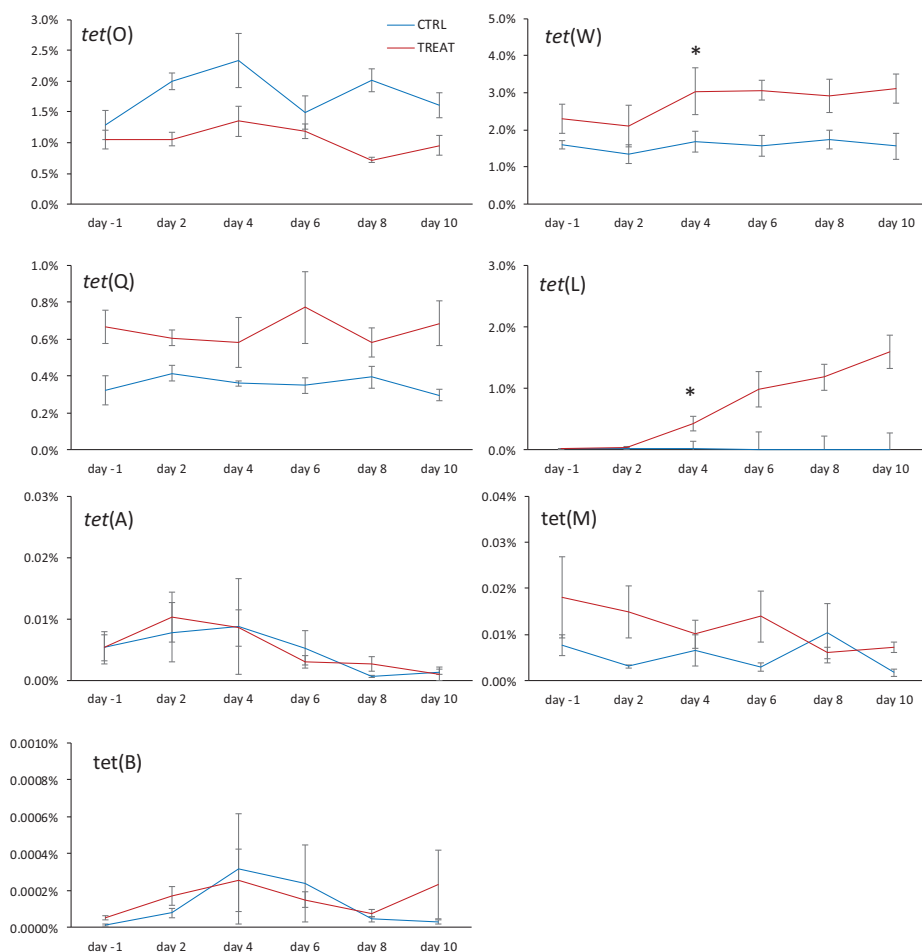 tet(O)
CTRL
TREAT
3.0%
2.5%
2.0%
1.5%
1.0%
0.5%
0.0%
day -1 day 2 day 4 day 6 day 8 day 10
tet(W)
*
5.0%
4.0%
3.0%
2.0%
1.0%
0.0%
day -1 day 2 day 4 day 6 day 8 day 10
tet(Q)
1.0%
0.8%
0.6%
0.4%
0.2%
0.0%
day -1 day 2 day 4 day 6 day 8 day 10
tet(L)
*
3.0%
2.0%
1.0%
0.0%
day -1 day 2 day 4 day 6 day 8 day 10
tet(A)
0.03%
0.02%
0.01%
0.00%
day -1 day 2 day 4 day 6 day 8 day 10
tet(M)
0.04%
0.03%
0.02%
0.01%
0.00%
day -1 day 2 day 4 day 6 day 8 day 10
tet(B)
0.0010%
0.0008%
0.0006%
0.0004%
0.0002%
0.0000%
day -1 day 2 day 4 day 6 day 8 day 10